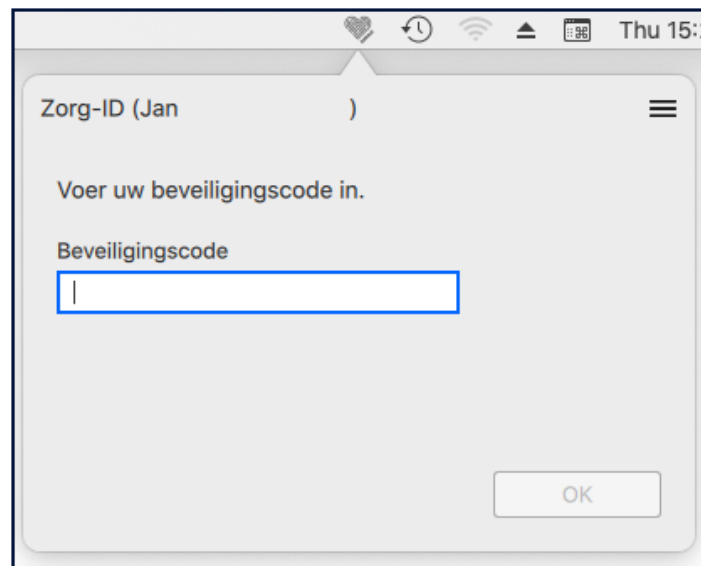 Thu 15:
Zorg-ID (Jan )
Voer uw beveiligingscode in.
Beveiligingscode
OK